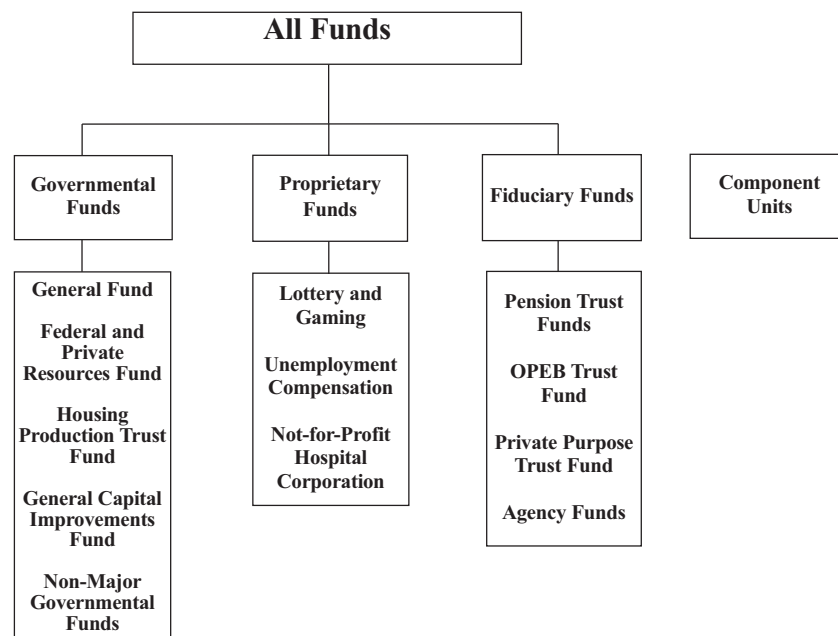 All Funds
Governmental
Funds
Proprietary
Funds
Fiduciary Funds
Component
Units
General Fund
Federal and
Private
Resources Fund
Housing
Production Trust
Fund
General Capital
Improvements
Fund
Non-Major
Governmental
Funds
Lottery and
Gaming
Unemployment
Compensation
Not-for-Profit
Hospital
Corporation
Pension Trust
Funds
OPEB Trust
Fund
Private Purpose
Trust Fund
Agency Funds